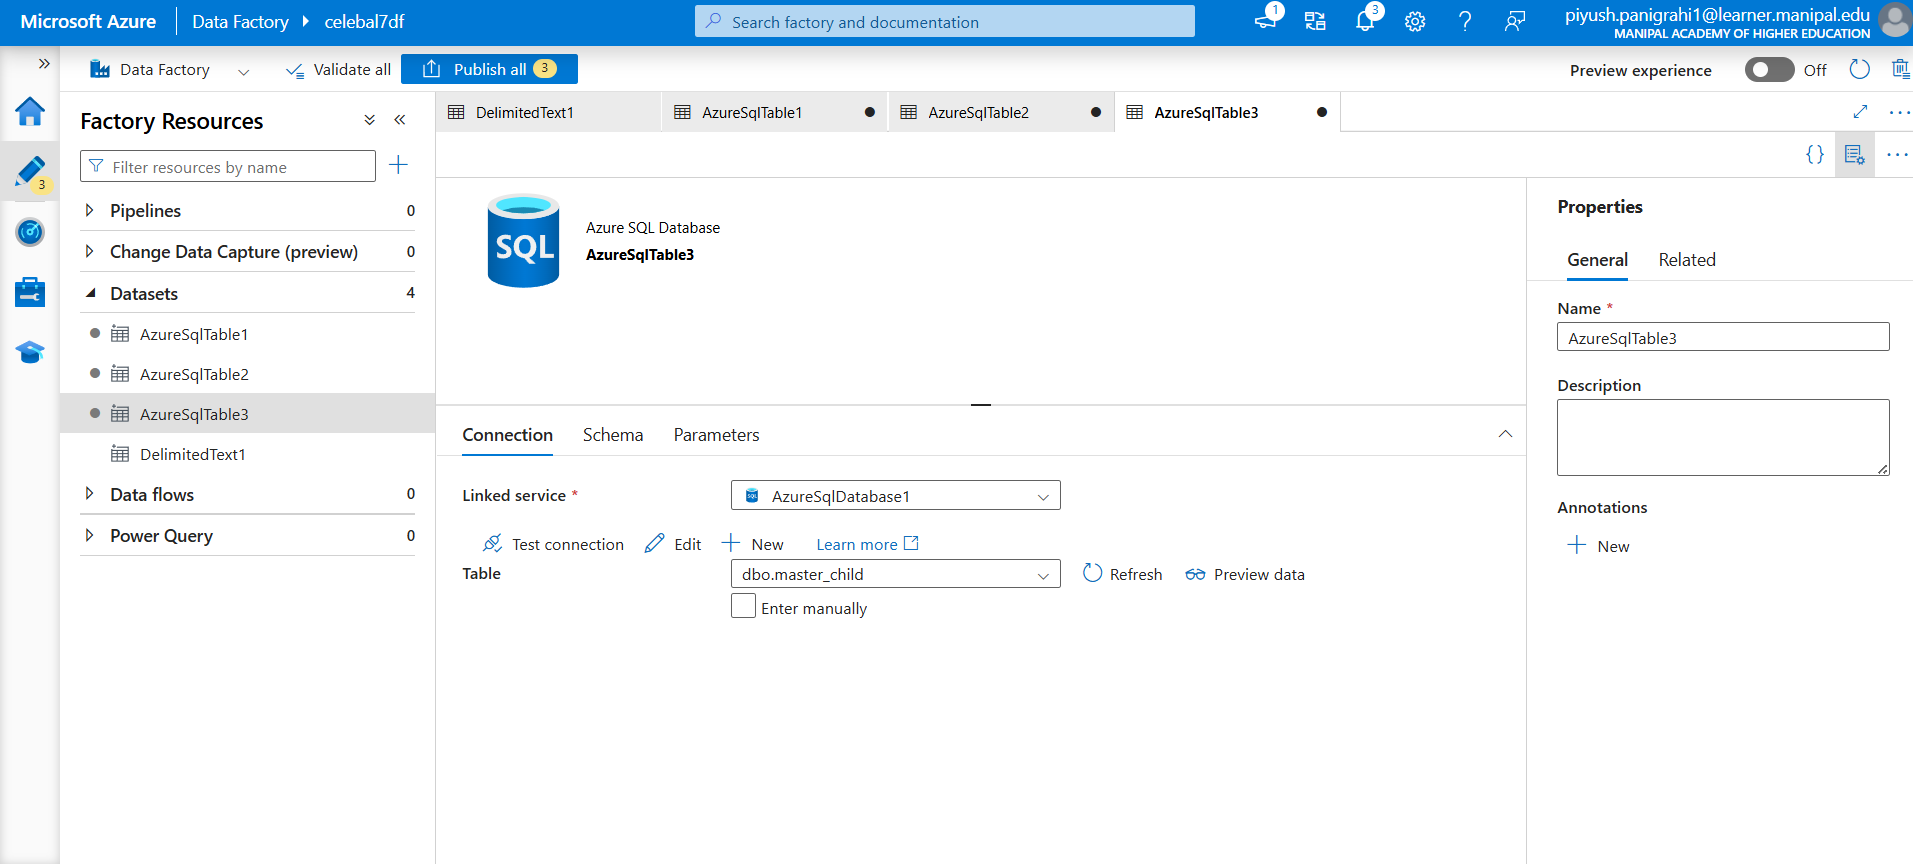 Microsoft Azure
Data Factory
celebal7df
Search factory and documentation
1
3
piyush.panigrahi1@learner.manipal.edu
MANIPAL ACADEMY OF HIGHER EDUCATION
Data Factory
Validate all
Publish all 3
Preview experience
Off
3
Factory Resources
Filter resources by name
Pipelines 0
Change Data Capture (preview) 0
Datasets 4
AzureSqlTable1
AzureSqlTable2
AzureSqlTable3
DelimitedText1
Data flows 0
Power Query 0
DelimitedText1
AzureSqlTable1
AzureSqlTable2
AzureSqlTable3
{}
SQL
Azure SQL Database
AzureSqlTable3
Connection
Schema
Parameters
Linked service *
SQL
AzureSqlDatabase1
Test connection
Edit
New
Learn more
Table
dbo.master_child
Refresh
Preview data
Enter manually
Properties
General
Related
Name *
AzureSqlTable3
Description
Annotations
New